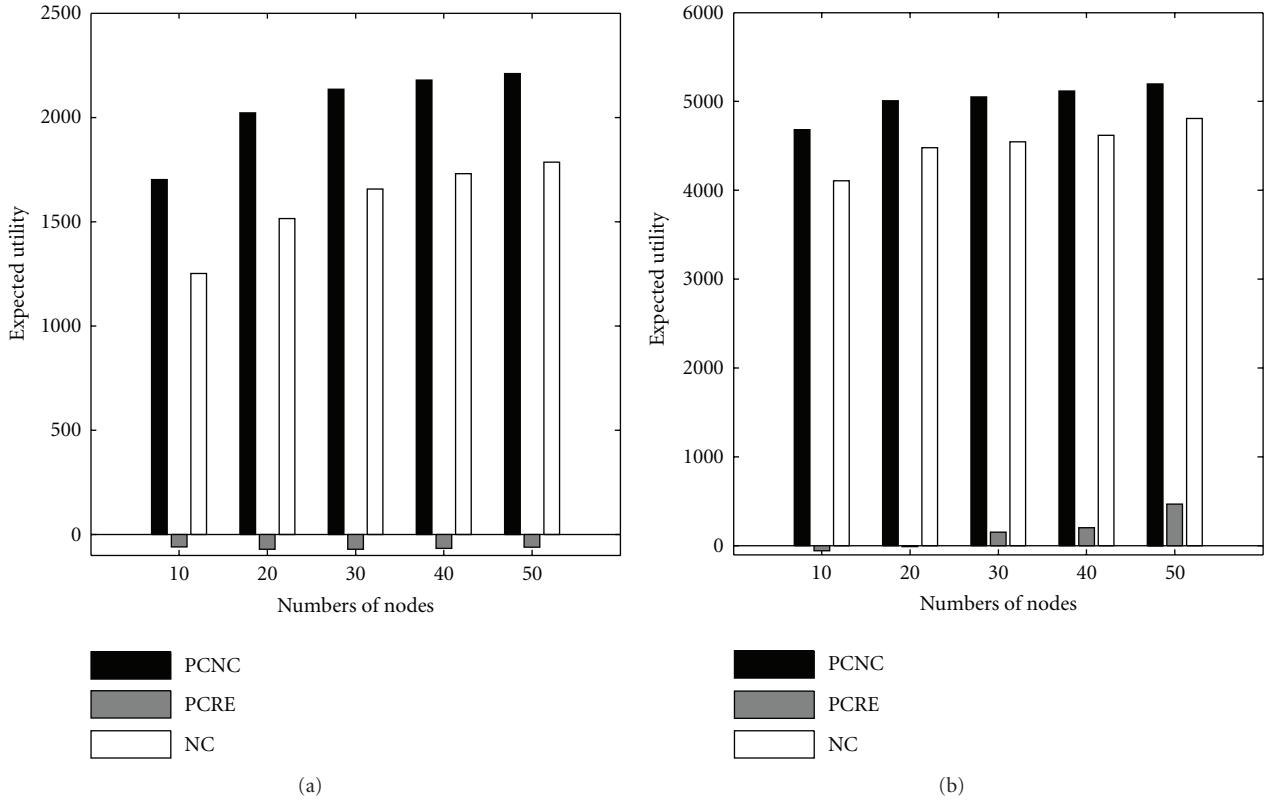 2500
2000
1500
1000
500
0
Expected utility
10 20 30 40 50
Numbers of nodes
PCNC
PCRE
NC
(a)
6000
5000
4000
3000
2000
1000
0
Expected utility
10 20 30 40 50
Numbers of nodes
PCNC
PCRE
NC
(b)